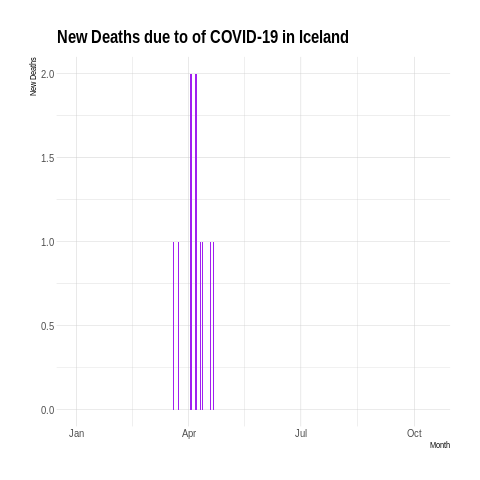 New Deaths due to of COVID-19 in Iceland
New Deaths
2.0
1.5
1.0
0.5
0.0
Jan Apr Jul Oct
Month